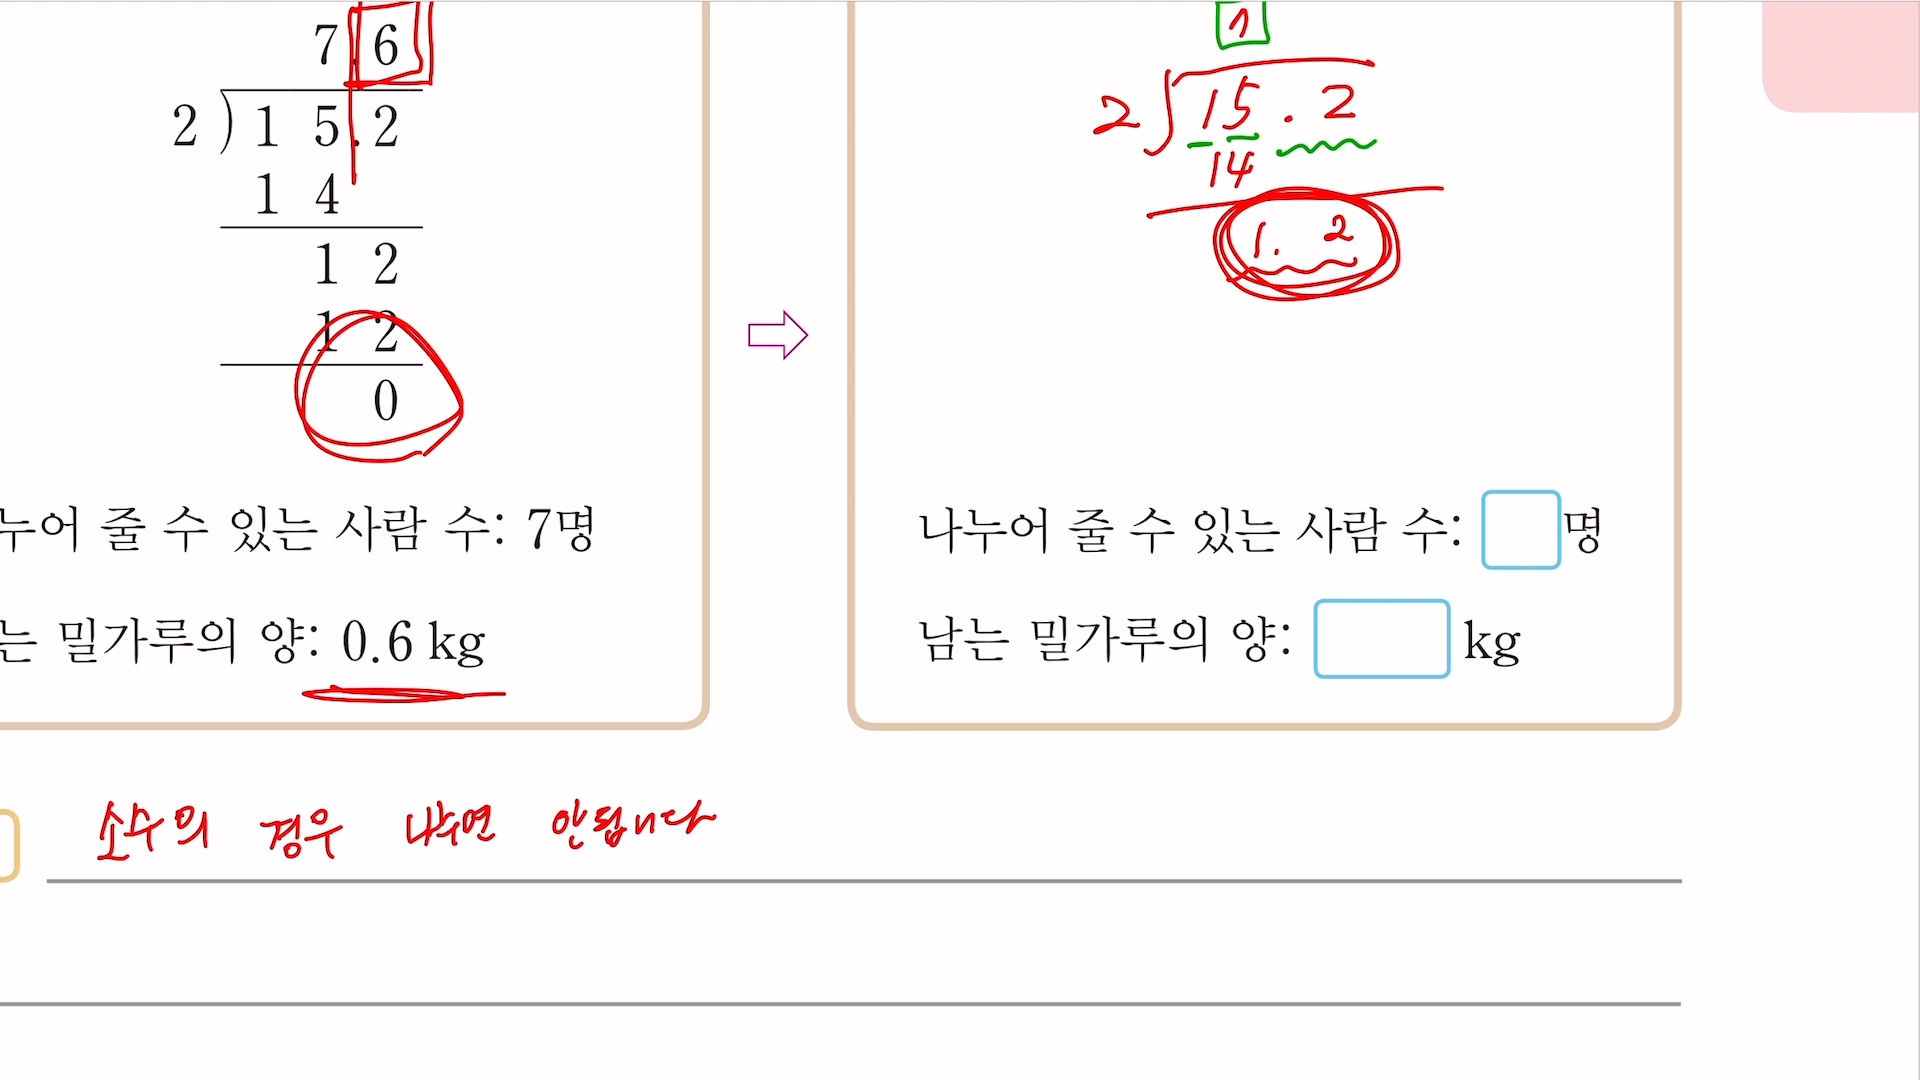 7.6
2)15.2
14
12
12
0
누어 줄 수 있는 사람 수: 7명
는 밀가루의 양: 0.6 kg
7
2)15.2
14
1.2
나누어 줄 수 있는 사람 수: 명
남는 밀가루의 양: kg
소수의 경우 나누면 안됩니다